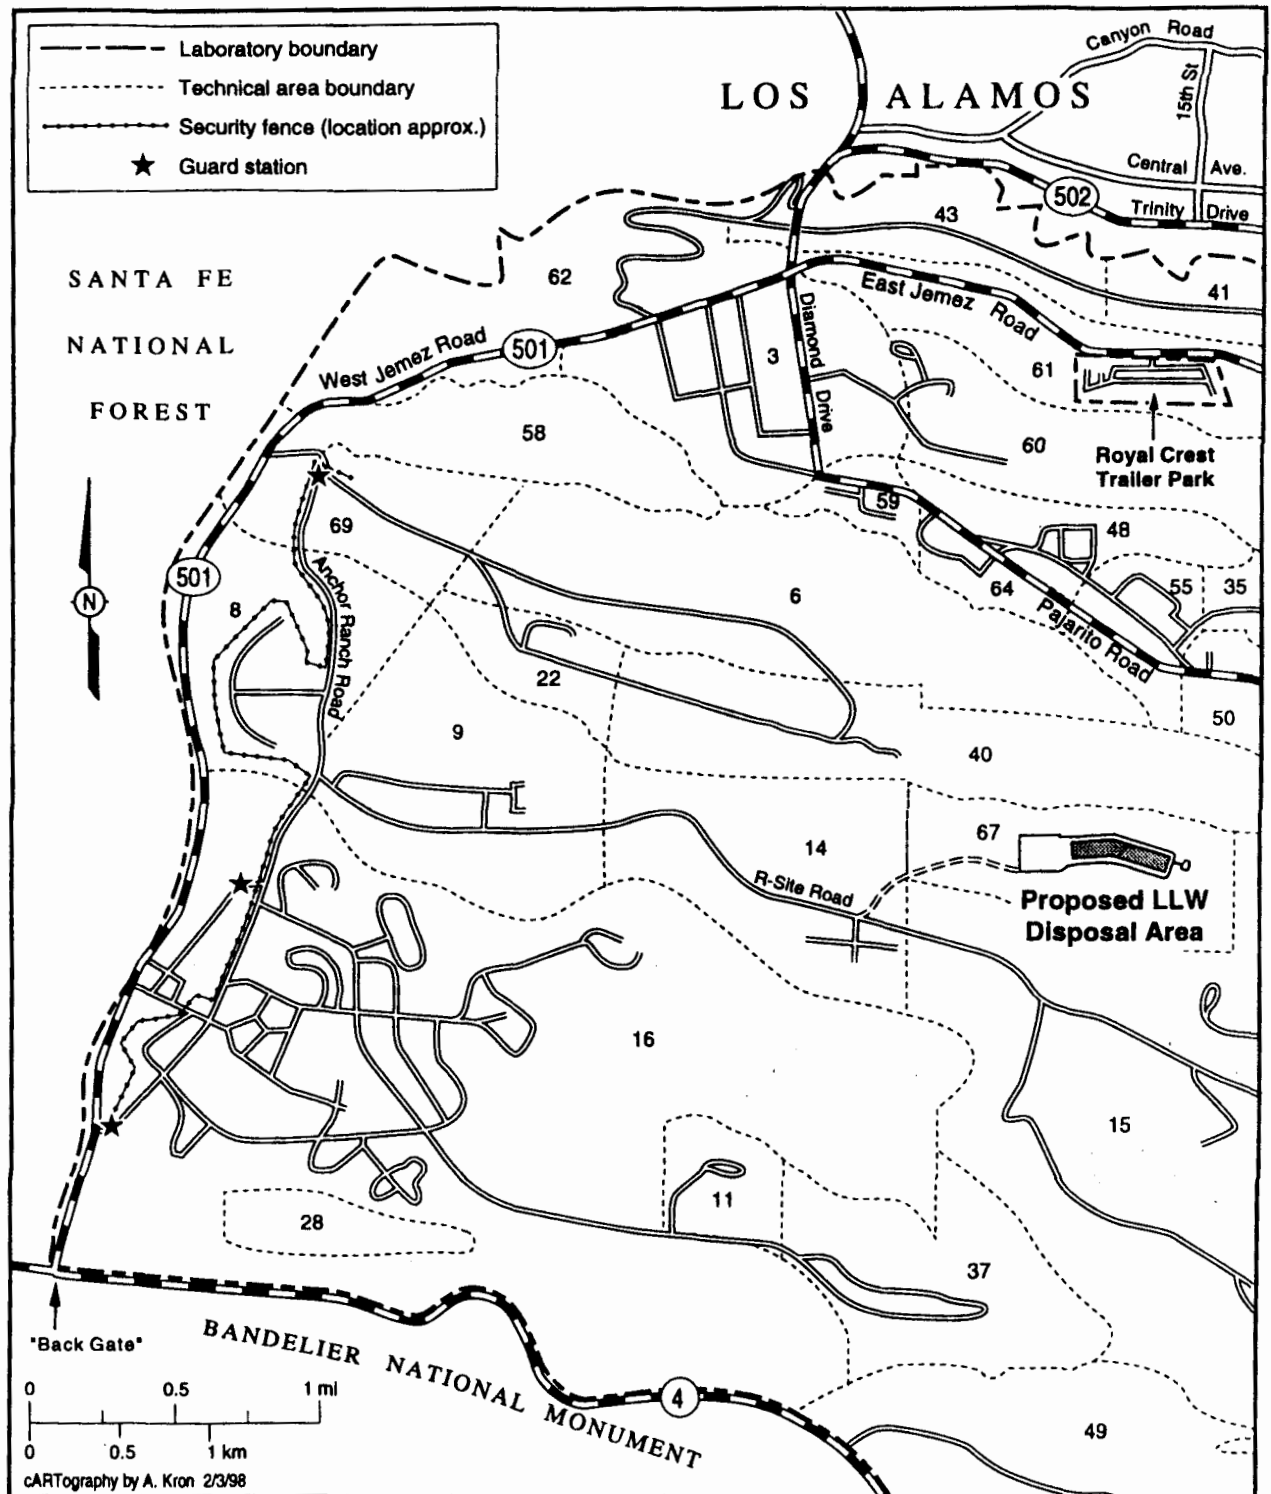 Laboratory boundary
Technical area boundary
Security fence (location approx.)
Guard station
Canyon Road
15th St
LOS ALAMOS
Central Ave.
502
Trinity Drive
43
SANTA FE
NATIONAL
FOREST
62
41
East Jemez Road
Diamond Drive
West Jemez Road
501
3
61
58
60
Royal Crest
Trailer Park
59
69
48
501
Anchor Ranch Road
8
6
64
55
35
Pajarito Road
22
50
9
40
67
14
R-Site Road
Proposed LLW
Disposal Area
16
15
11
28
37
"Back Gate"
BANDELIER NATIONAL MONUMENT
4
49
0 0.5 1 mi
0 0.5 1 km
cARTography by A. Kron 2/3/98
N